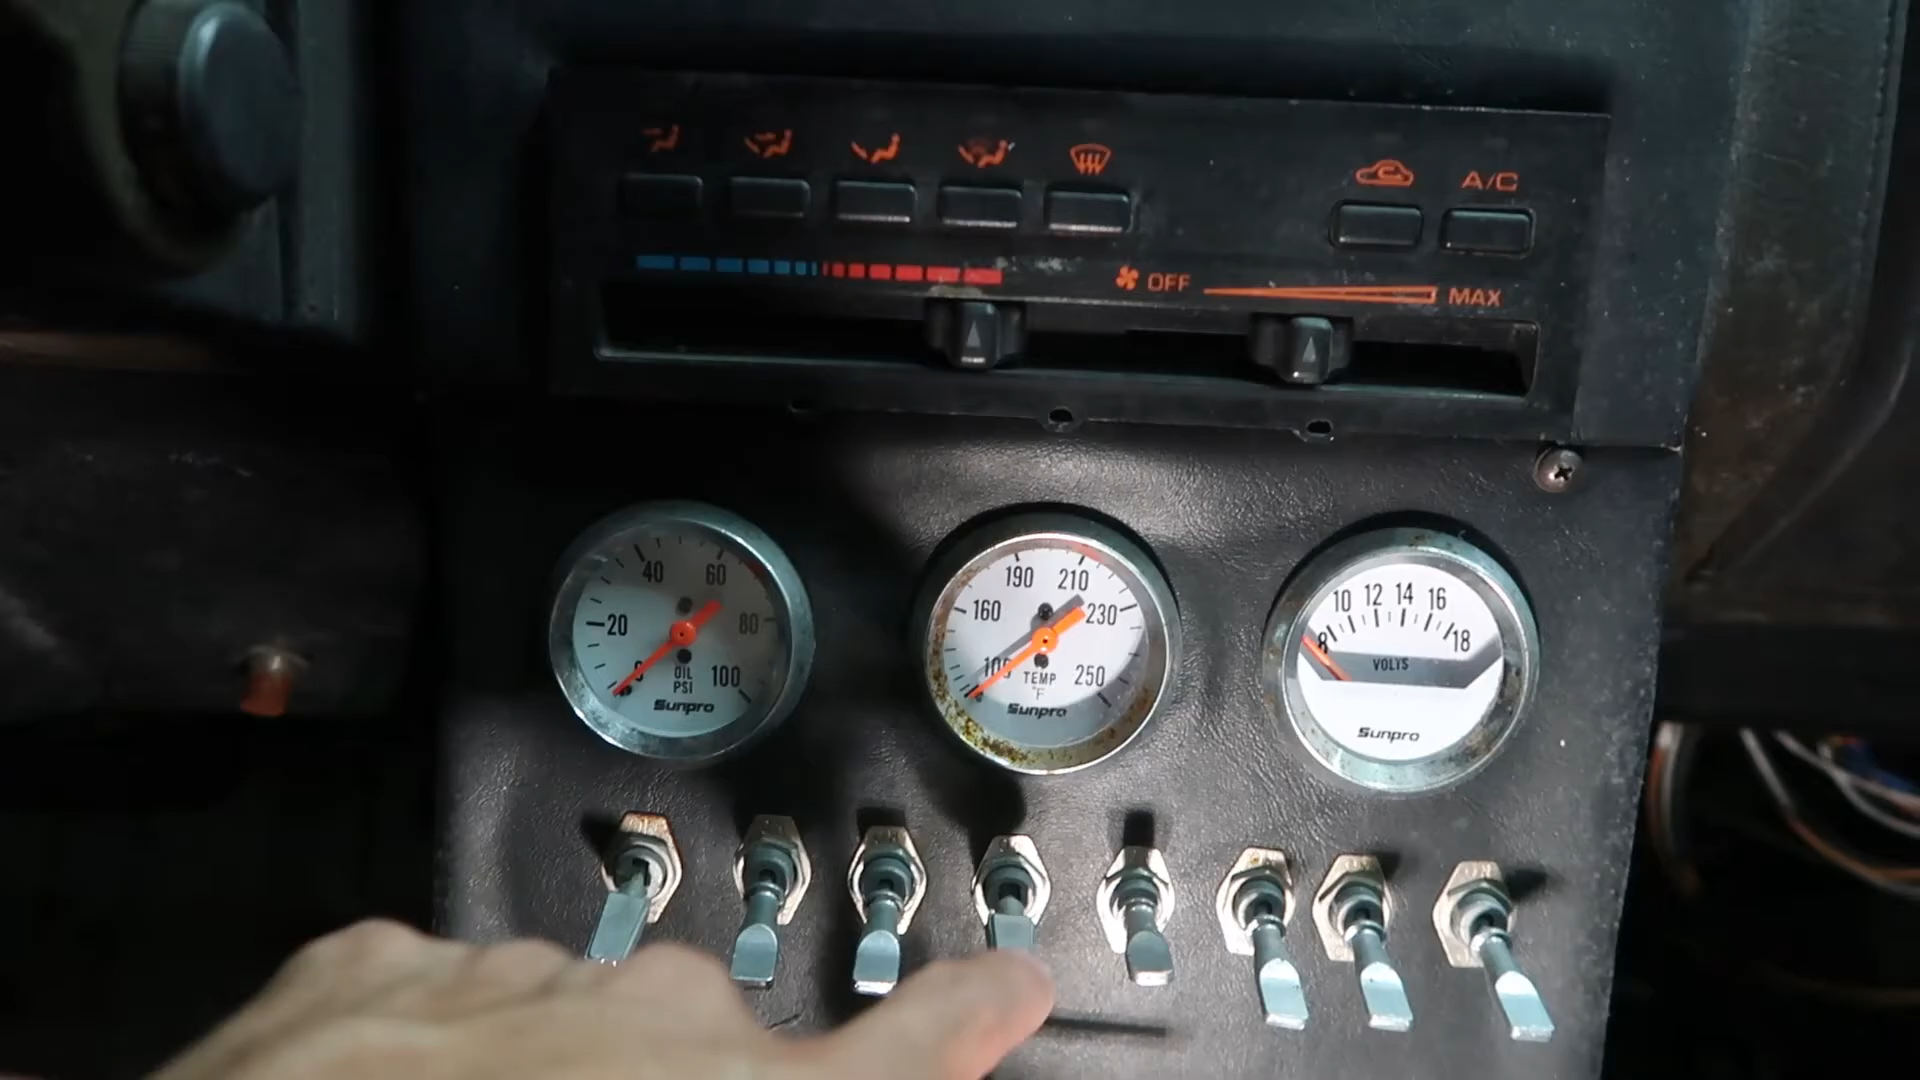 A/C
OFF
MAX
40 60
20 80
0 100
OIL
PSI
Sunpro
190 210
160 230
100 250
TEMP
°F
Sunpro
10 12 14 16
8 18
VOLTS
Sunpro